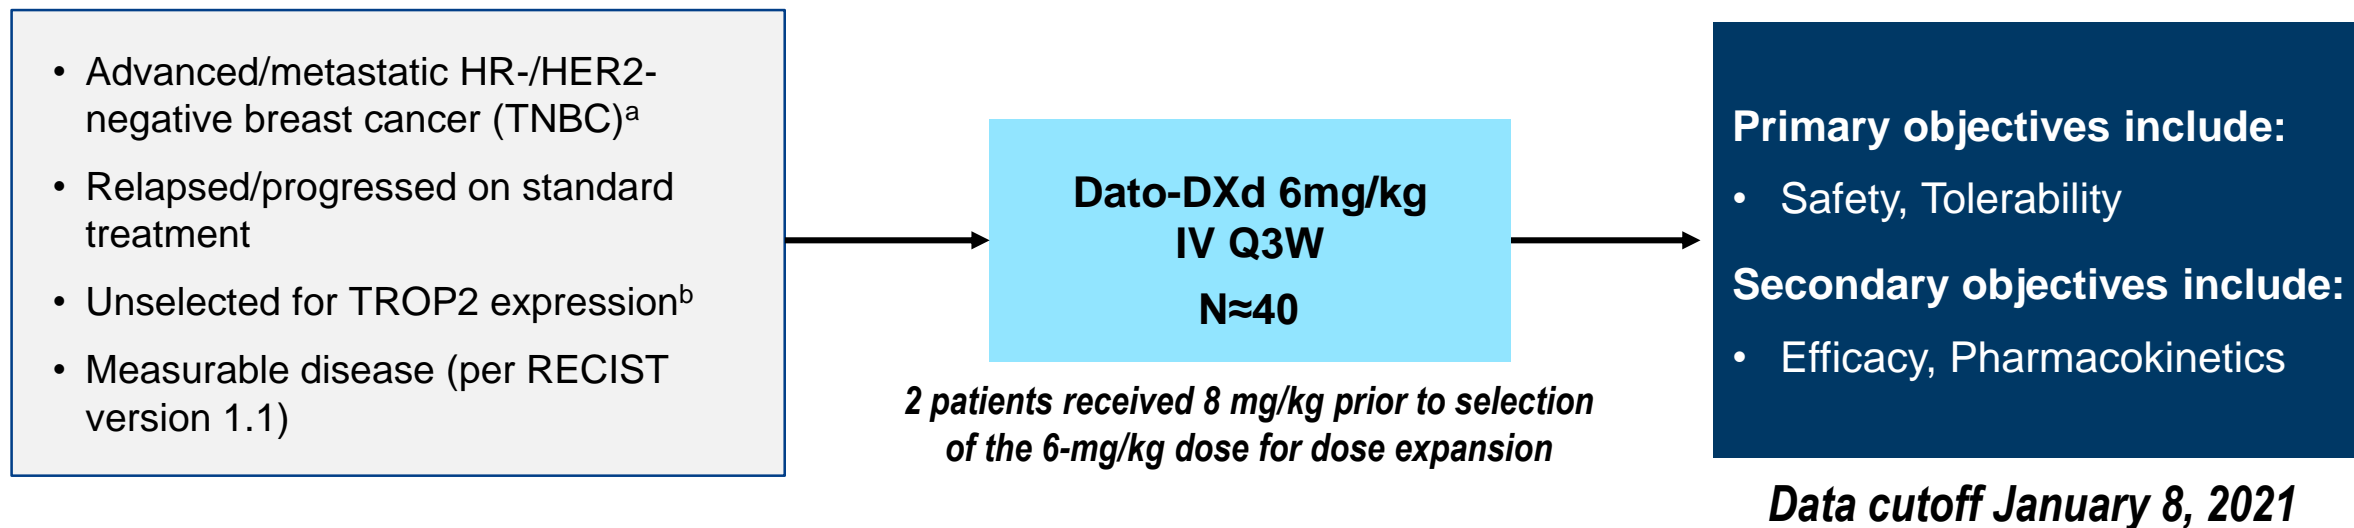 • Advanced/metastatic HR-/HER2-
negative breast cancer (TNBC)ᵃ
• Relapsed/progressed on standard
treatment
• Unselected for TROP2 expressionᵇ
• Measurable disease (per RECIST
version 1.1)
Dato-DXd 6mg/kg
IV Q3W
N≈40
2 patients received 8 mg/kg prior to selection
of the 6-mg/kg dose for dose expansion
Primary objectives include:
• Safety, Tolerability
Secondary objectives include:
• Efficacy, Pharmacokinetics
Data cutoff January 8, 2021